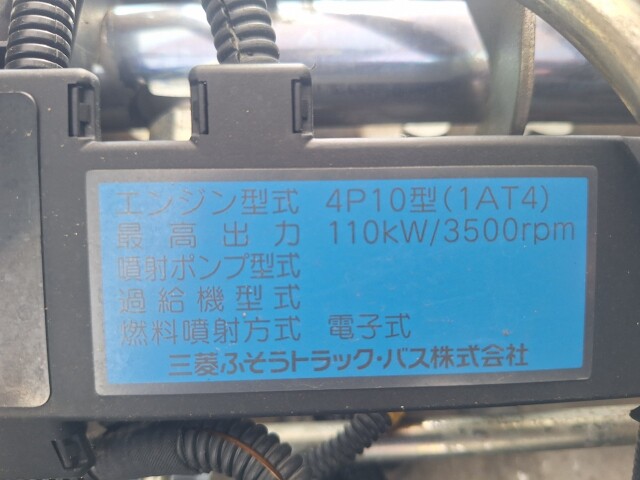 エンジン型式 4P10型(1AT4)
最高出力 110kW/3500rpm
噴射ポンプ型式
過給機型式
燃料噴射方式 電子式
三菱ふそうトラック・バス株式会社